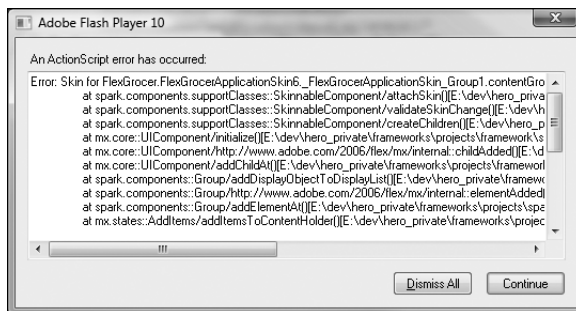 Adobe Flash Player 10
An ActionScript error has occurred:
Error: Skin for FlexGrocer.FlexGrocerApplicationSkin6._FlexGrocerApplicationSkin_Group1.contentGro
at spark.components.supportClasses::SkinnableComponent/attachSkin()[E:\dev\hero_priva
at spark.components.supportClasses::SkinnableComponent/validateSkinChange()[E:\dev\h
at spark.components.supportClasses::SkinnableComponent/createChildren()[E:\dev\hero_p
at mx.core::UIComponent/initialize()[E:\dev\hero_private\frameworks\projects\framework\s
at mx.core::UIComponent/http://www.adobe.com/2006/flex/mx/internal::childAdded()[E:\d
at mx.core::UIComponent/addChildAt()[E:\dev\hero_private\frameworks\projects\framework
at spark.components::Group/addDisplayObjectToDisplayList()[E:\dev\hero_private\framewo
at spark.components::Group/http://www.adobe.com/2006/flex/mx/internal::elementAdded(
at spark.components::Group/addElementAt()[E:\dev\hero_private\frameworks\projects\spa
at mx.states::AddItems/addItemsToContentHolder()[E:\dev\hero_private\frameworks\projec
Dismiss All
Continue